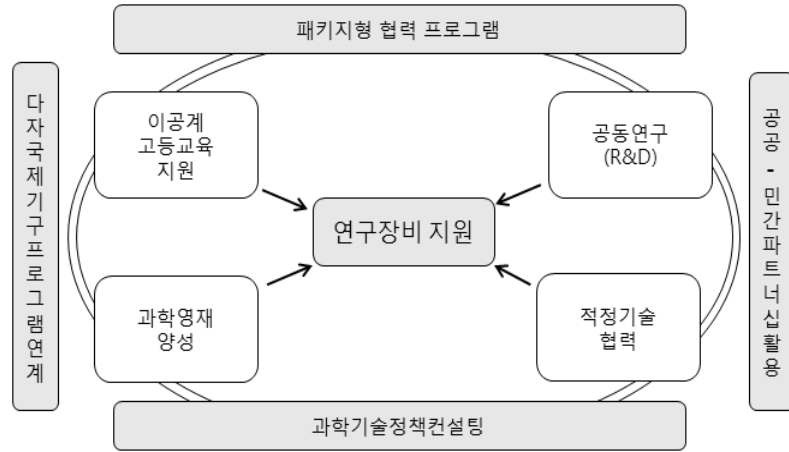 패키지형 협력 프로그램
다자국제기구프로그램연계
이공계
고등교육
지원
공동연구
(R&D)
공공-민간파트너십활용
연구장비 지원
과학영재
양성
적정기술
협력
과학기술정책컨설팅